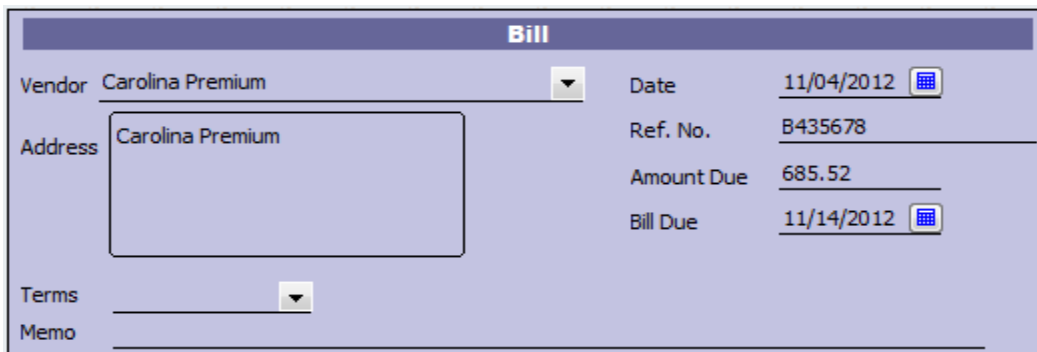 Bill
Vendor Carolina Premium
Date 11/04/2012
Address Carolina Premium
Ref. No. B435678
Amount Due 685.52
Bill Due 11/14/2012
Terms
Memo